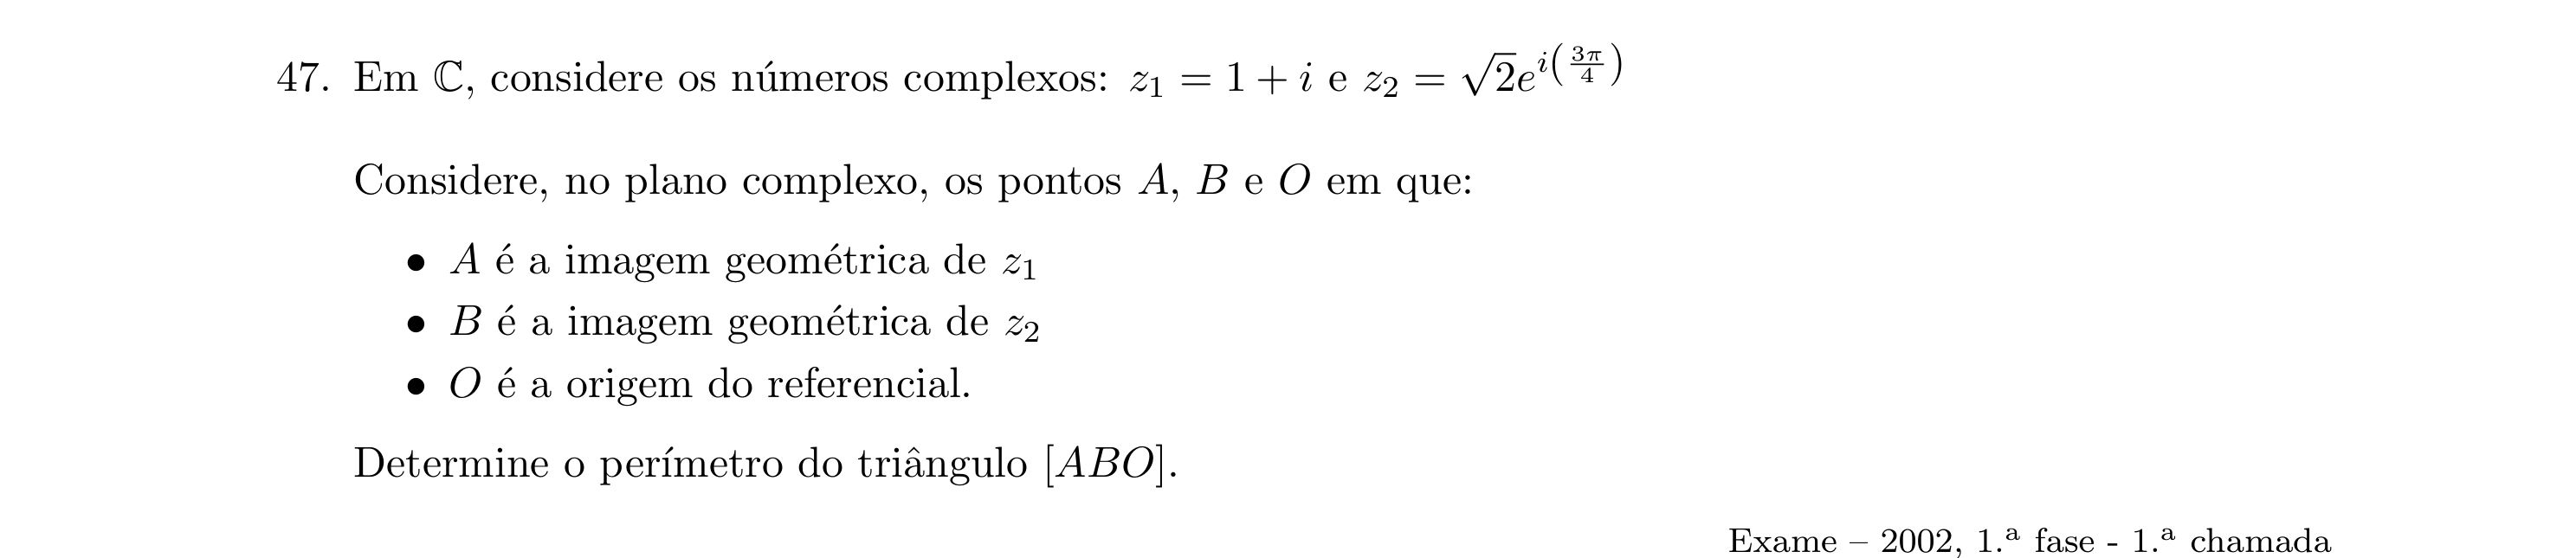 47. Em ℂ, considere os números complexos: z₁ = 1 + i e z₂ = √2e^{i(3π/4)}
Considere, no plano complexo, os pontos A, B e O em que:
• A é a imagem geométrica de z₁
• B é a imagem geométrica de z₂
• O é a origem do referencial.
Determine o perímetro do triângulo [ABO].
Exame – 2002, 1.ª fase - 1.ª chamada